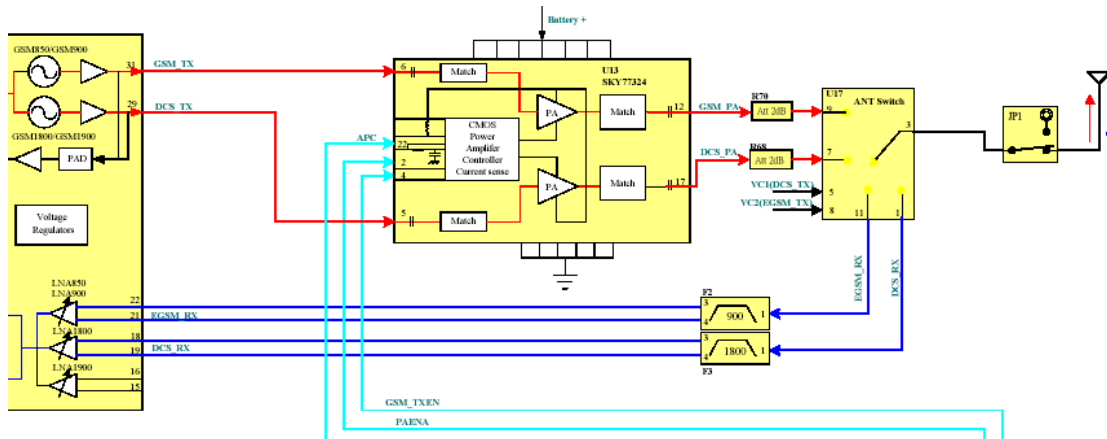 Battery +
GSM850/GSM900
31
GSM_TX
29
DCS_TX
GSM1800/GSM1900
PAD
Voltage
Regulators
U13
SKY77324
6
Match
PA
Match
12
GSM_PA
R70
Att 2dB
APC
22
2
4
CMOS
Power
Amplifer
Controller
Current sense
PA
Match
17
DCS_PA
R68
Att 2dB
5
Match
U17
ANT Switch
9
3
7
VC1(DCS_TX)
5
VC2(EGSM_TX)
8
11
1
JP1
EGSM_RX
DCS_RX
LNA850
LNA900
22
21
EGSM_RX
LNA1800
18
19
DCS_RX
LNA1900
16
15
F2
3
4
900
1
3
4
1800
1
F3
GSM_TXEN
PAENA